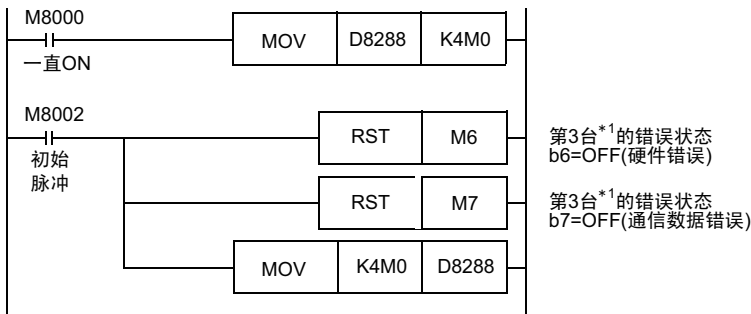 M8000
MOV D8288 K4M0
一直ON
M8002
RST M6
第3台*1的错误状态
b6=OFF(硬件错误)
初始
脉冲
RST M7
第3台*1的错误状态
b7=OFF(通信数据错误)
MOV K4M0 D8288